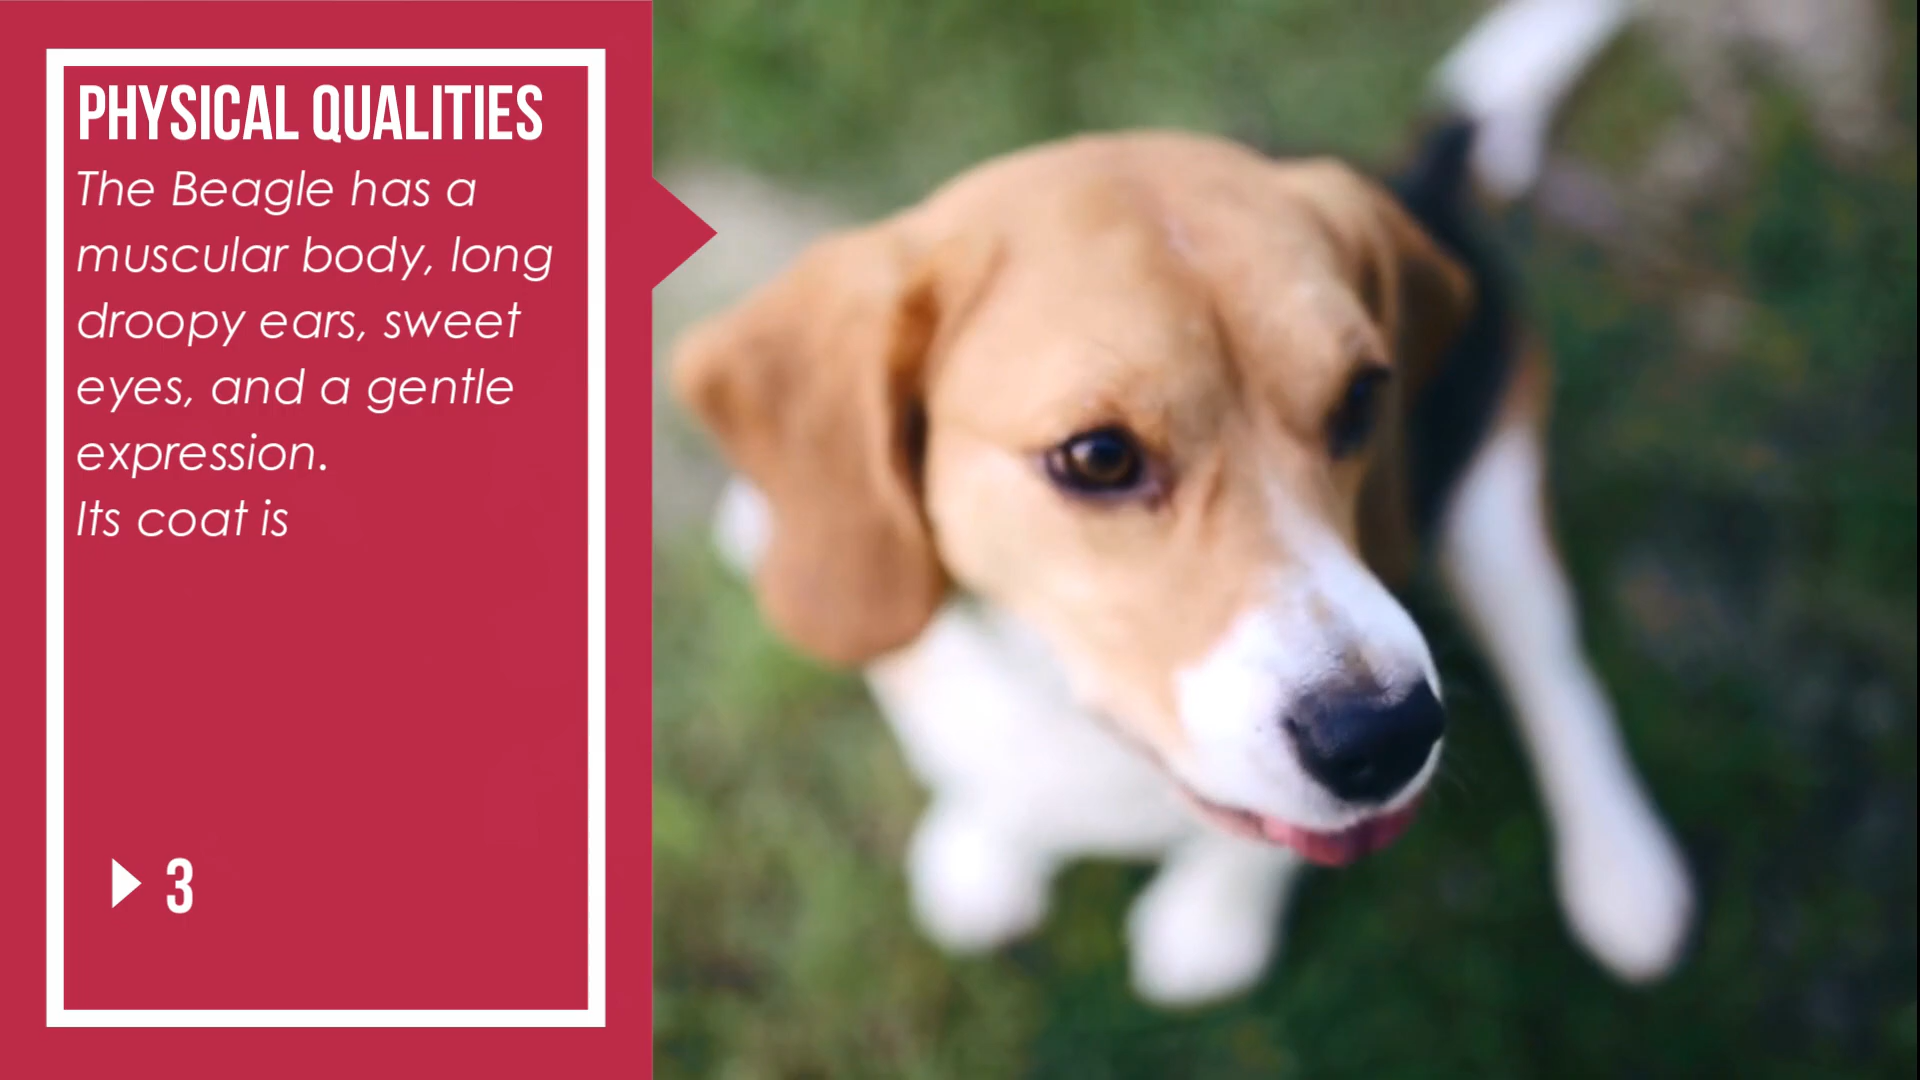 PHYSICAL QUALITIES
The Beagle has a
muscular body, long
droopy ears, sweet
eyes, and a gentle
expression.
Its coat is
3